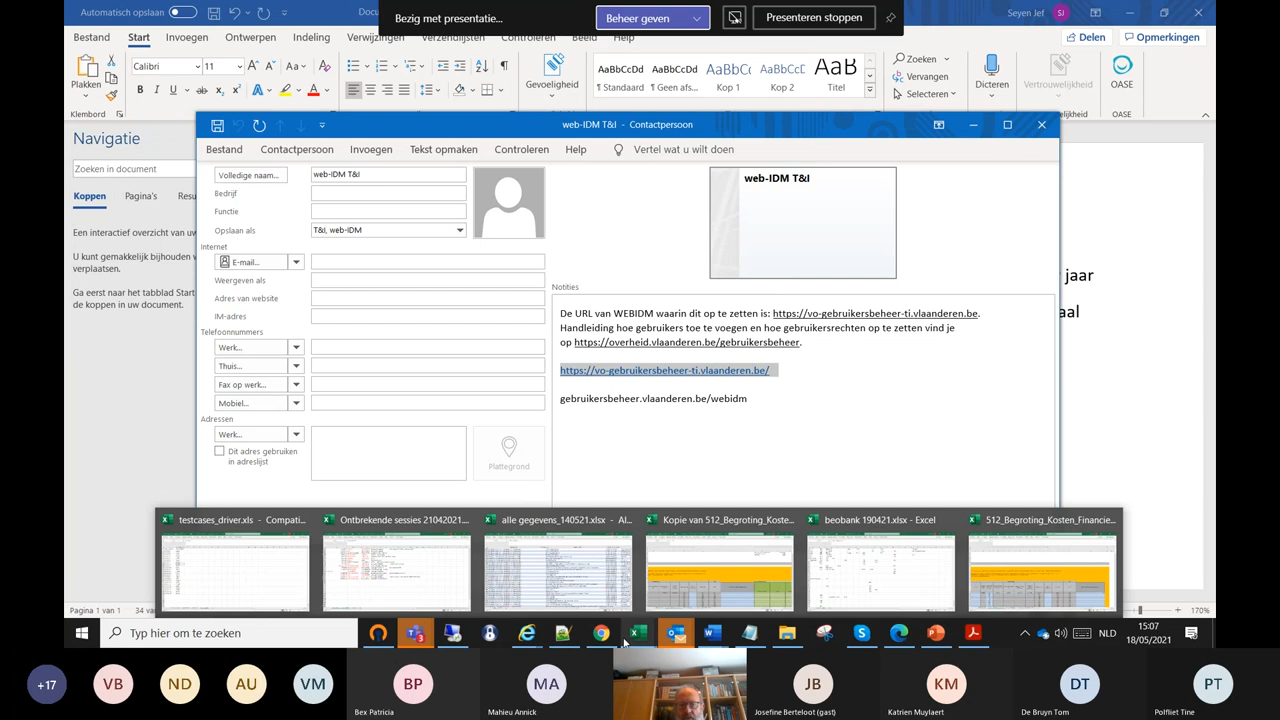 Automatisch opslaan
Docu
Bezig met presentatie...
Beheer geven
Presenteren stoppen
Seyen Jef
SJ
Bestand
Start
Invoegen
Ontwerpen
Indeling
Verwijzingen
Verzendlijsten
Controleren
Beeld
Help
Delen
Opmerkingen
Plakken
Klembord
Calibri
11
Gevoeligheid
AaBbCcDd
AaBbCcDd
AaBbCcD
AaBbCcE
AaB
¶ Standaard
¶ Geen afs...
Kop 1
Kop 2
Titel
Zoeken
Vervangen
Selecteren
Dicteren
Vertrouwelijkheid
OASE
OASE
Navigatie
Zoeken in document
Koppen
Pagina's
Resu
Een interactief overzicht van uw
U kunt gemakkelijk bijhouden w
verplaatsen.
Ga eerst naar het tabblad Start
de koppen in uw document.
jaar
aal
web-IDM T&I - Contactpersoon
Bestand
Contactpersoon
Invoegen
Tekst opmaken
Controleren
Help
Vertel wat u wilt doen
Volledige naam...
web-IDM T&I
Bedrijf
Functie
Opslaan als
T&I, web-IDM
Internet
E-mail...
Weergeven als
Adres van website
IM-adres
Telefoonnummers
Werk...
Thuis...
Fax op werk...
Mobiel...
Adressen
Werk...
Dit adres gebruiken
in adreslijst
Plattegrond
web-IDM T&I
Notities
De URL van WEBIDM waarin dit op te zetten is: https://vo-gebruikersbeheer-ti.vlaanderen.be.
Handleiding hoe gebruikers toe te voegen en hoe gebruikersrechten op te zetten vind je
op https://overheid.vlaanderen.be/gebruikersbeheer.
https://vo-gebruikersbeheer-ti.vlaanderen.be/
gebruikersbeheer.vlaanderen.be/webidm
testcases_driver.xls - Compati...
Ontbrekende sessies 21042021....
alle gegevens_140521.xlsx - Al...
Kopie van 512_Begroting_Koste...
beobank 190421.xlsx - Excel
512_Begroting_Kosten_Financie...
Pagina 1 van 1
34 va
170%
Typ hier om te zoeken
NLD
15:07
18/05/2021
+17
VB
ND
AU
VM
BP
Bex Patricia
MA
Mahieu Annick
JB
Josefine Berteloot (gast)
KM
Katrien Muylaert
DT
De Bruyn Tom
PT
Polfliet Tine